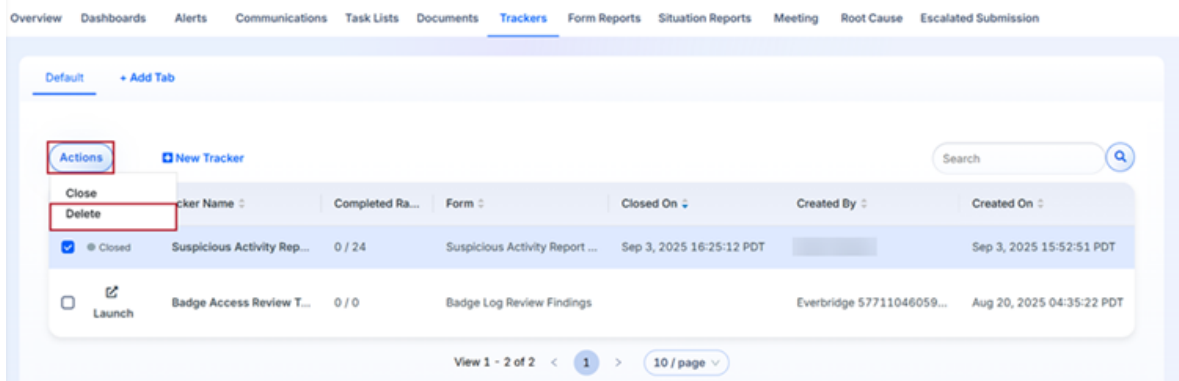 Overview Dashboards Alerts Communications Task Lists Documents Trackers Form Reports Situation Reports Meeting Root Cause Escalated Submission
Default + Add Tab
Actions New Tracker Search
Close
Delete
cker Name Completed Ra... Form Closed On Created By Created On
Closed Suspicious Activity Rep... 0 / 24 Suspicious Activity Report ... Sep 3, 2025 16:25:12 PDT Sep 3, 2025 15:52:51 PDT
Launch Badge Access Review T... 0 / 0 Badge Log Review Findings Everbridge 57711046059... Aug 20, 2025 04:35:22 PDT
View 1 - 2 of 2 < 1 > 10 / page